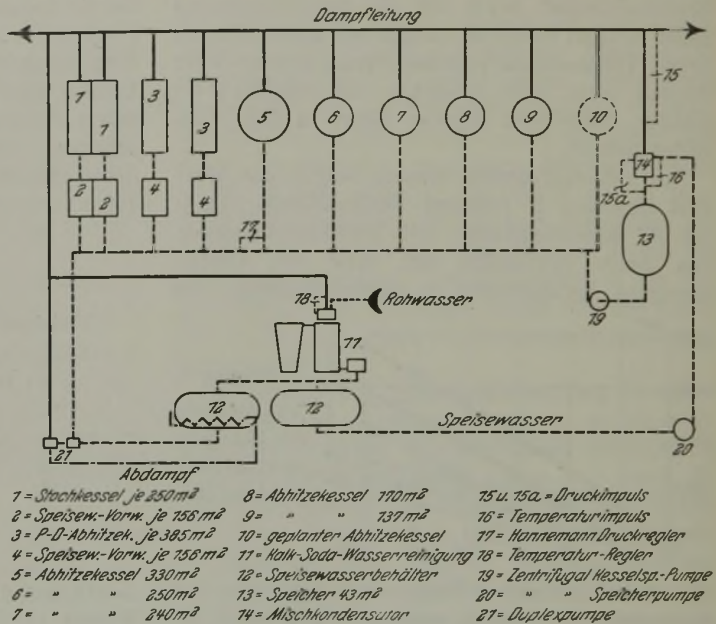 Dampfleitung
1 1 3 3 5 6 7 8 9 10 15
14
2 2 4 4 16
15a
13
17
19
18 Rohwasser
11
12 12
Speisewasser
21 20
Abdampf
1 = Stochkessel je 250 m²
2 = Speisew.-Vorw. je 156 m²
3 = P-D-Abhitzek. je 385 m²
4 = Speisew.-Vorw. je 156 m²
5 = Abhitzekessel 330 m²
6 = " " 250 m²
7 = " " 240 m²
8 = Abhitzekessel 170 m²
9 = " " 137 m²
10 = geplanter Abhitzekessel
11 = Kalk-Soda-Wasserreinigung
12 = Speisewasserbehälter
13 = Speicher 43 m²
14 = Mischkondensator
15 u. 15a = Druckimpuls
16 = Temperaturimpuls
17 = Hannemann Druckregler
18 = Temperatur-Regler
19 = Zentrifugal Kesselsp.-Pumpe
20 = " " Speicherpumpe
21 = Duplexpumpe